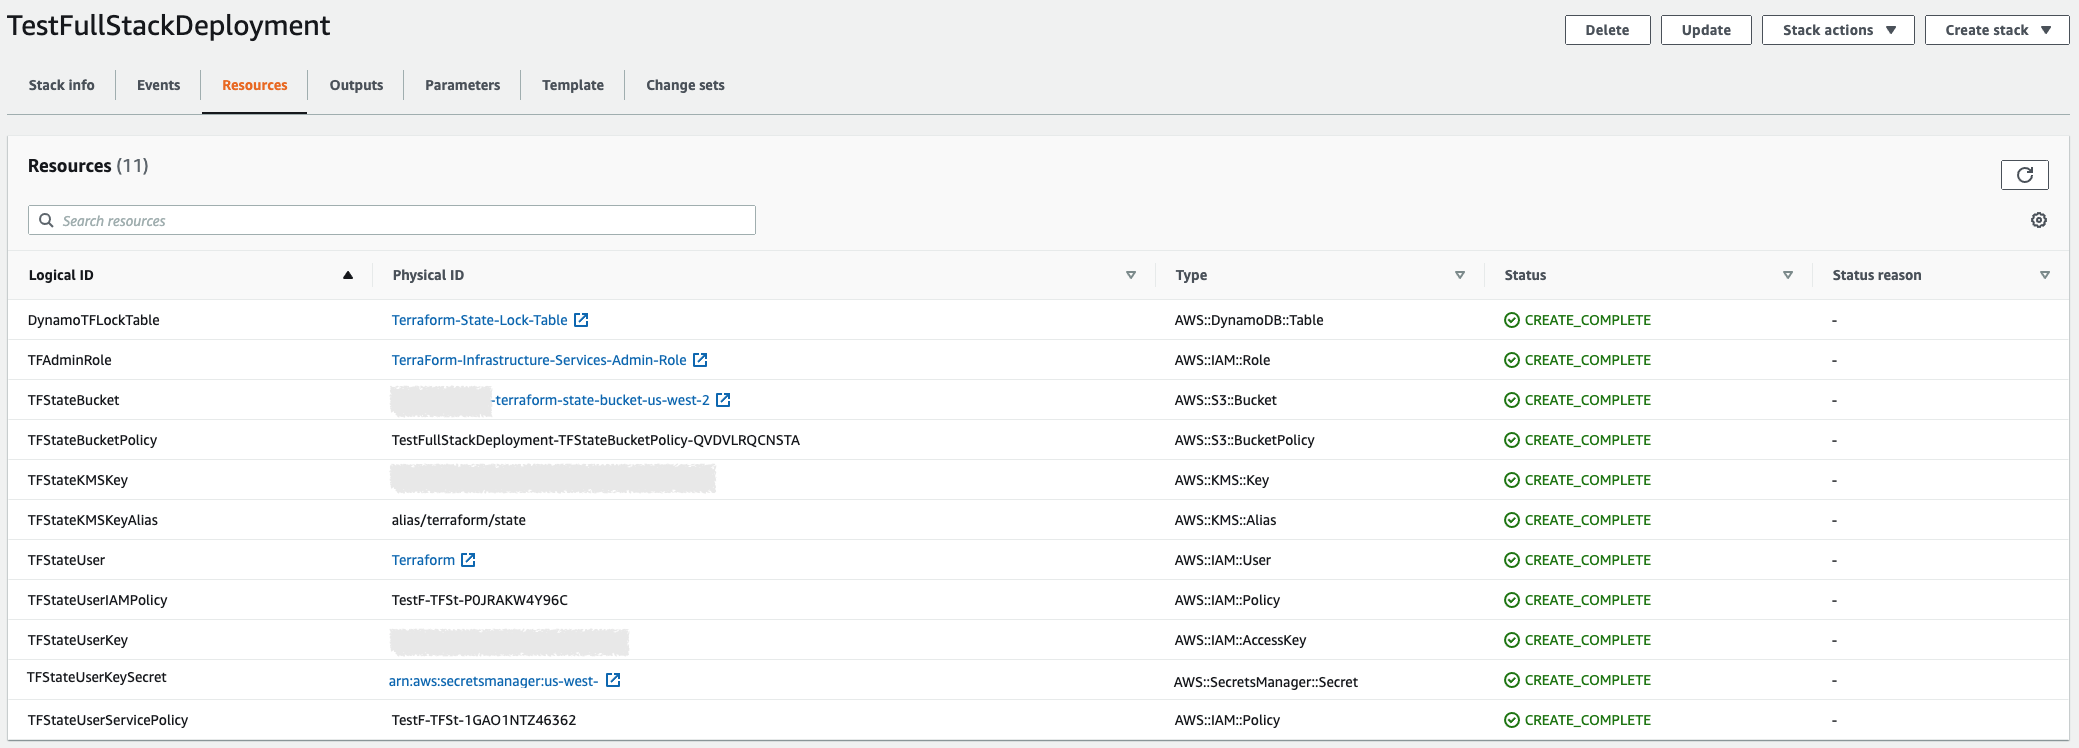 TestFullStackDeployment
Delete Update Stack actions Create stack
Stack info Events Resources Outputs Parameters Template Change sets
Resources (11)
Search resources
Logical ID Physical ID Type Status Status reason
DynamoTFLockTable Terraform-State-Lock-Table AWS::DynamoDB::Table CREATE_COMPLETE -
TFAdminRole TerraForm-Infrastructure-Services-Admin-Role AWS::IAM::Role CREATE_COMPLETE -
TFStateBucket -terraform-state-bucket-us-west-2 AWS::S3::Bucket CREATE_COMPLETE -
TFStateBucketPolicy TestFullStackDeployment-TFStateBucketPolicy-QVDVLRQCNSTA AWS::S3::BucketPolicy CREATE_COMPLETE -
TFStateKMSKey AWS::KMS::Key CREATE_COMPLETE -
TFStateKMSKeyAlias alias/terraform/state AWS::KMS::Alias CREATE_COMPLETE -
TFStateUser Terraform AWS::IAM::User CREATE_COMPLETE -
TFStateUserIAMPolicy TestF-TFSt-P0JRAKW4Y96C AWS::IAM::Policy CREATE_COMPLETE -
TFStateUserKey AWS::IAM::AccessKey CREATE_COMPLETE -
TFStateUserKeySecret arn:aws:secretsmanager:us-west- AWS::SecretsManager::Secret CREATE_COMPLETE -
TFStateUserServicePolicy TestF-TFSt-1GAO1NTZ46362 AWS::IAM::Policy CREATE_COMPLETE -